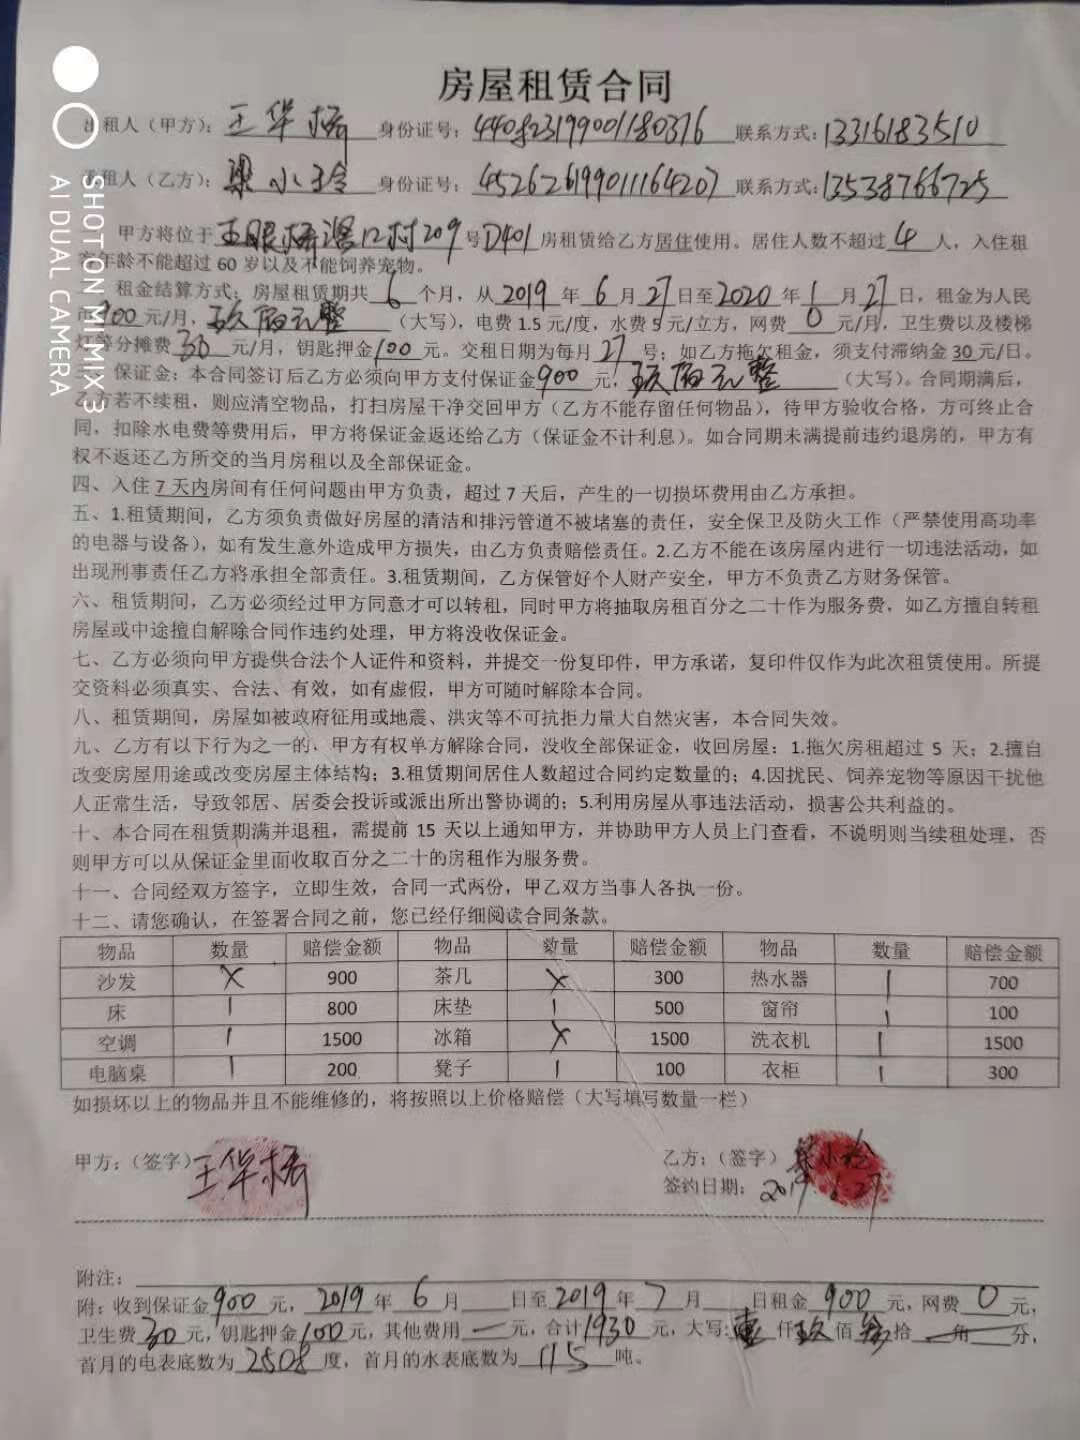 房屋租赁合同
出租人（甲方）：王华梧 身份证号：440823199001180376 联系方式：13316183510
承租人（乙方）：梁小玲 身份证号：452626199011164207 联系方式：13538766725
甲方将位于 村209号D401房租赁给乙方居住使用。居住人数不超过4人，入住租
客年龄不能超过60岁以及不能饲养宠物。
二、租金结算方式：房屋租赁期共6个月，从2019年6月27日至2020年1月27日，租金为人民
币900元/月，玖佰元整（大写），电费1.5元/度，水费5元/立方，网费0元/月，卫生费以及楼梯
灯等分摊费30元/月，钥匙押金100元。交租日期为每月27号；如乙方拖欠租金，须支付滞纳金30元/日。
三、保证金：本合同签订后乙方必须向甲方支付保证金900元，玖佰元整（大写）。合同期满后，
乙方若不续租，则应清空物品，打扫房屋干净交回甲方（乙方不能存留任何物品），待甲方验收合格，方可终止合
同，扣除水电费等费用后，甲方将保证金返还给乙方（保证金不计利息）。如合同期未满提前违约退房的，甲方有
权不返还乙方所交的当月房租以及全部保证金。
四、入住7天内房间有任何问题由甲方负责，超过7天后，产生的一切损坏费用由乙方承担。
五、1.租赁期间，乙方须负责做好房屋的清洁和排污管道不被堵塞的责任，安全保卫及防火工作（严禁使用高功率
的电器与设备），如有发生意外造成甲方损失，由乙方负责赔偿责任。2.乙方不能在该房屋内进行一切违法活动，如
出现刑事责任乙方将承担全部责任。3.租赁期间，乙方保管好个人财产安全，甲方不负责乙方财务保管。
六、租赁期间，乙方必须经过甲方同意才可以转租，同时甲方将抽取房租百分之二十作为服务费，如乙方擅自转租
房屋或中途擅自解除合同作违约处理，甲方将没收保证金。
七、乙方必须向甲方提供合法个人证件和资料，并提交一份复印件，甲方承诺，复印件仅作为此次租赁使用。所提
交资料必须真实、合法、有效，如有虚假，甲方可随时解除本合同。
八、租赁期间，房屋如被政府征用或地震、洪灾等不可抗拒力量大自然灾害，本合同失效。
九、乙方有以下行为之一的，甲方有权单方解除合同，没收全部保证金，收回房屋：1.拖欠房租超过5天；2.擅自
改变房屋用途或改变房屋主体结构；3.租赁期间居住人数超过合同约定数量的；4.因扰民、饲养宠物等原因干扰他
人正常生活，导致邻居、居委会投诉或派出所出警协调的；5.利用房屋从事违法活动，损害公共利益的。
十、本合同在租赁期满并退租，需提前15天以上通知甲方，并协助甲方人员上门查看，不说明则当续租处理，否
则甲方可以从保证金里面收取百分之二十的房租作为服务费。
十一、合同经双方签字，立即生效，合同一式两份，甲乙双方当事人各执一份。
十二、请您确认，在签署合同之前，您已经仔细阅读合同条款。
物品 数量 赔偿金额 物品 数量 赔偿金额 物品 数量 赔偿金额
沙发 X 900 茶几 X 300 热水器 1 700
床 1 800 床垫 1 500 窗帘 1 100
空调 1 1500 冰箱 X 1500 洗衣机 1 1500
电脑桌 1 200 凳子 1 100 衣柜 1 300
如损坏以上的物品并且不能维修的，将按照以上价格赔偿（大写填写数量一栏）
甲方：（签字）王华梧 乙方：（签字）梁小玲
签约日期：2019.6.27
附注：
附：收到保证金900元，2019年6月 日至2019年7月 日租金900元，网费0元，
卫生费30元，钥匙押金100元，其他费用一元，合计1930元，大写：壹仟玖佰叁拾 角 分，
首月的电表底数为2508度，首月的水表底数为115吨。
SHOT ON MI MIX 3
AI DUAL CAMERA